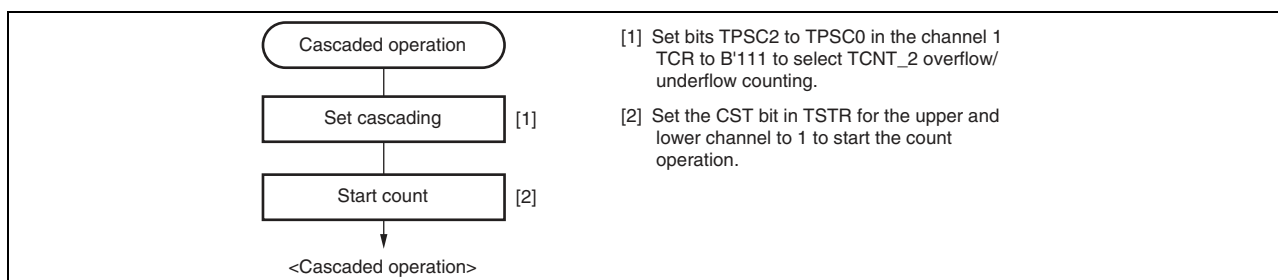 Cascaded operation
Set cascading [1]
Start count [2]
<Cascaded operation>
[1] Set bits TPSC2 to TPSC0 in the channel 1
TCR to B'111 to select TCNT_2 overflow/
underflow counting.
[2] Set the CST bit in TSTR for the upper and
lower channel to 1 to start the count
operation.